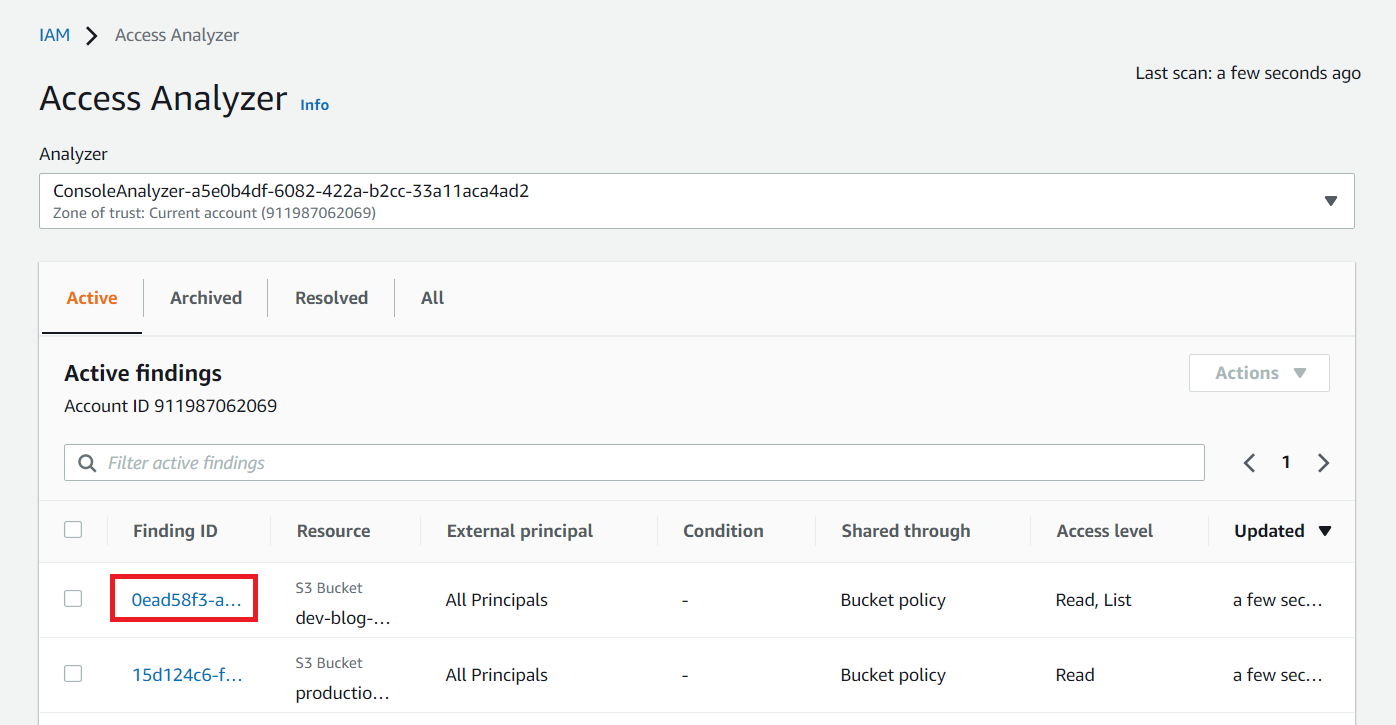 IAM > Access Analyzer
Last scan: a few seconds ago
Access Analyzer Info
Analyzer
ConsoleAnalyzer-a5e0b4df-6082-422a-b2cc-33a11aca4ad2
Zone of trust: Current account (911987062069)
Active Archived Resolved All
Active findings
Actions
Account ID 911987062069
Filter active findings
1
Finding ID Resource External principal Condition Shared through Access level Updated
S3 Bucket
0ead58f3-a... All Principals - Bucket policy Read, List a few sec...
dev-blog-...
S3 Bucket
15d124c6-f... All Principals - Bucket policy Read a few sec...
productio...